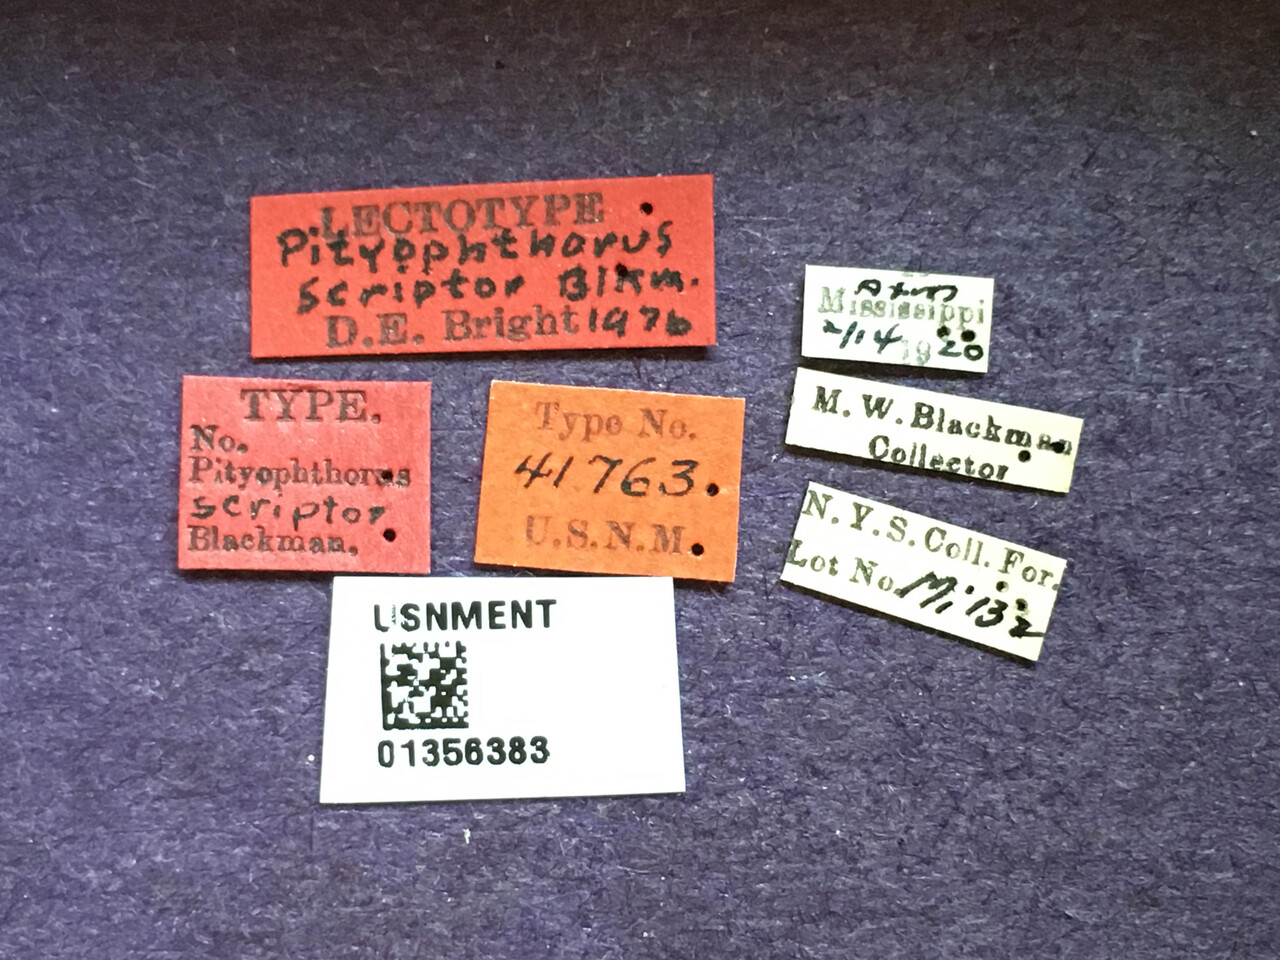 LECTOTYPE
Pityophthorus
scriptor Blkm.
D.E. Bright 1976
TYPE.
No.
Pityophthorus
scriptor
Blackman.
Type No.
41763.
U.S.N.M.
USNMENT
01356383
Mississippi
2/14 1920
M. W. Blackman
Collector
N. Y. S. Coll. For.
Lot No. Mi 132